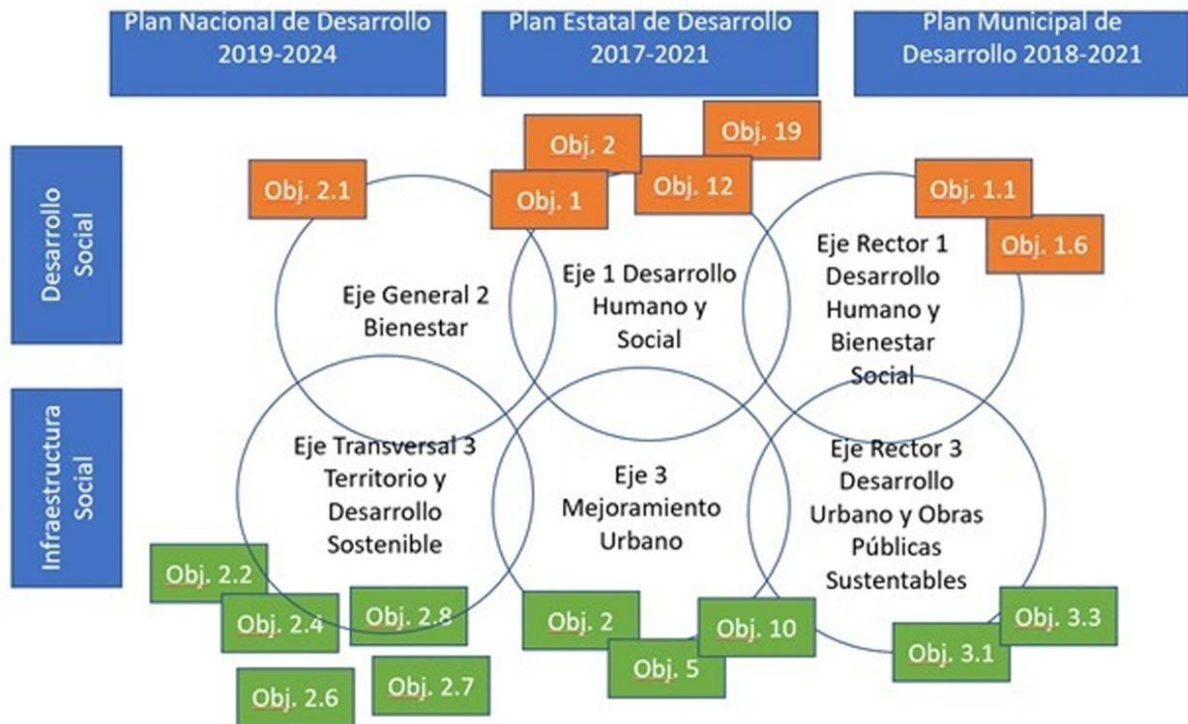 Plan Nacional de Desarrollo
2019-2024
Plan Estatal de Desarrollo
2017-2021
Plan Municipal de
Desarrollo 2018-2021
Desarrollo
Social
Obj. 2.1
Obj. 2
Obj. 1
Obj. 12
Obj. 19
Obj. 1.1
Obj. 1.6
Eje General 2
Bienestar
Eje 1 Desarrollo
Humano y
Social
Eje Rector 1
Desarrollo
Humano y
Bienestar
Social
Infraestructura
Social
Eje Transversal 3
Territorio y
Desarrollo
Sostenible
Eje 3
Mejoramiento
Urbano
Eje Rector 3
Desarrollo
Urbano y Obras
Públicas
Sustentables
Obj. 2.2
Obj. 2.4
Obj. 2.8
Obj. 2.6
Obj. 2.7
Obj. 2
Obj. 5
Obj. 10
Obj. 3.1
Obj. 3.3